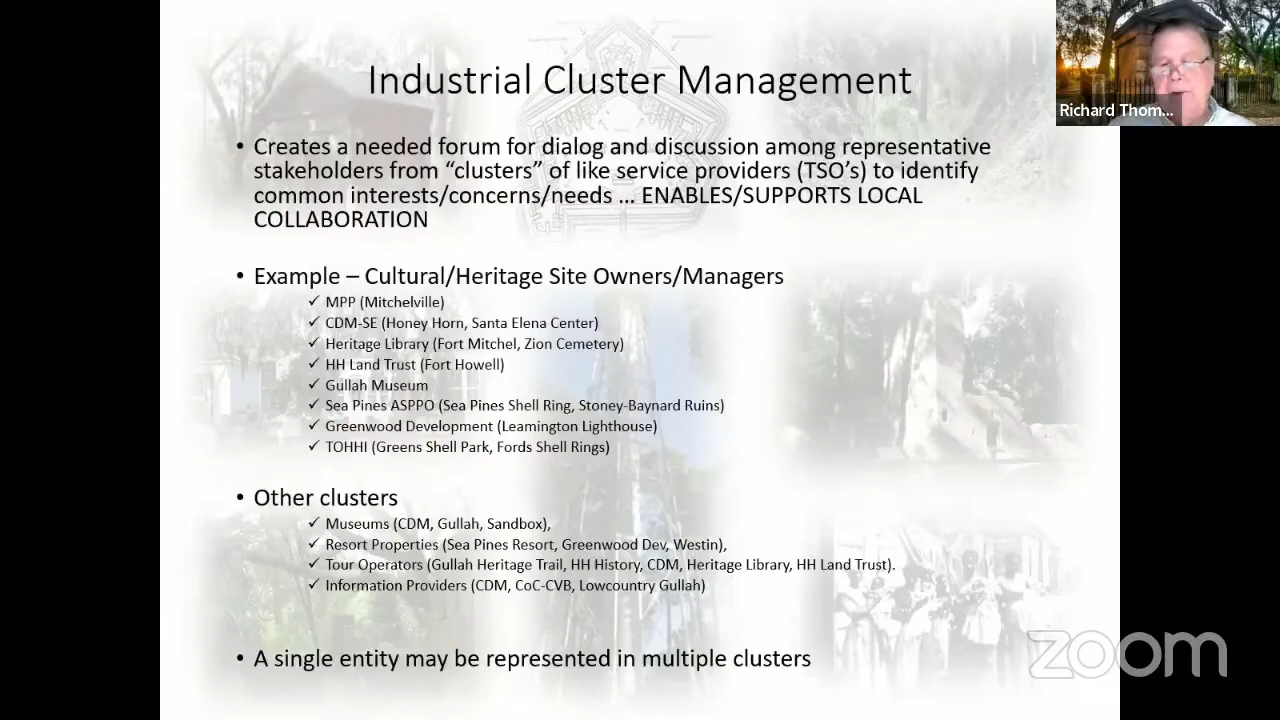 Industrial Cluster Management
Richard Thom...
• Creates a needed forum for dialog and discussion among representative
stakeholders from “clusters” of like service providers (TSO’s) to identify
common interests/concerns/needs … ENABLES/SUPPORTS LOCAL
COLLABORATION
• Example – Cultural/Heritage Site Owners/Managers
✓ MPP (Mitchelville)
✓ CDM-SE (Honey Horn, Santa Elena Center)
✓ Heritage Library (Fort Mitchel, Zion Cemetery)
✓ HH Land Trust (Fort Howell)
✓ Gullah Museum
✓ Sea Pines ASPPO (Sea Pines Shell Ring, Stoney-Baynard Ruins)
✓ Greenwood Development (Leamington Lighthouse)
✓ TOHHI (Greens Shell Park, Fords Shell Rings)
• Other clusters
✓ Museums (CDM, Gullah, Sandbox),
✓ Resort Properties (Sea Pines Resort, Greenwood Dev, Westin),
✓ Tour Operators (Gullah Heritage Trail, HH History, CDM, Heritage Library, HH Land Trust).
✓ Information Providers (CDM, CoC-CVB, Lowcountry Gullah)
• A single entity may be represented in multiple clusters
zoom